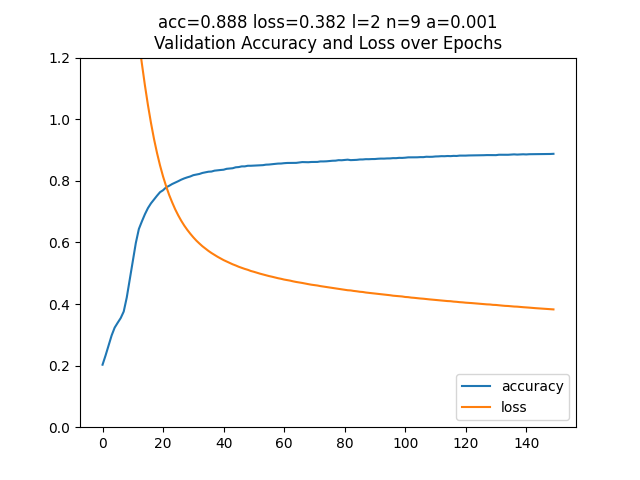 acc=0.888 loss=0.382 l=2 n=9 a=0.001
Validation Accuracy and Loss over Epochs
1.2
1.0
0.8
0.6
0.4
0.2
0.0
accuracy
loss
0 20 40 60 80 100 120 140